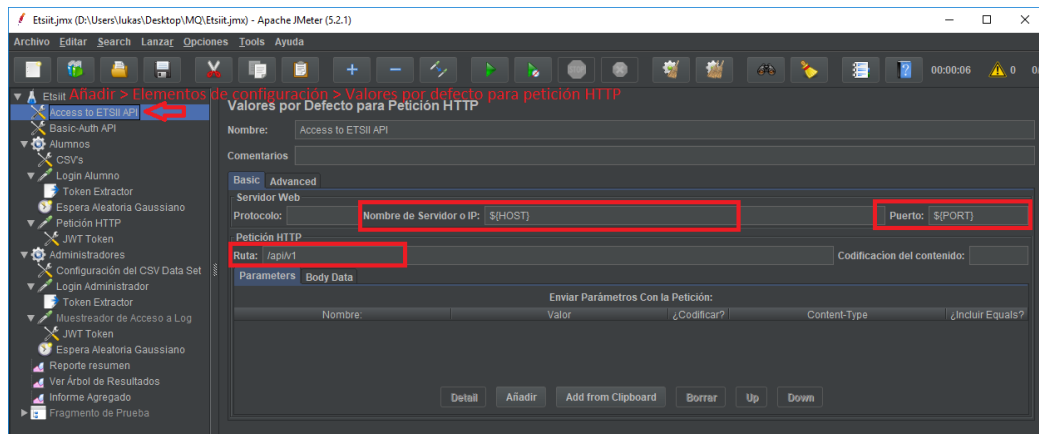 Etsiit.jmx (D:\Users\lukas\Desktop\MQ\Etsiit.jmx) - Apache JMeter (5.2.1)
Archivo Editar Search Lanzar Opciones Tools Ayuda
00:00:06 0
Etsiit Añadir > Elementos de configuración > Valores por defecto para petición HTTP
Access to ETSII API
Basic-Auth API
Alumnos
CSV's
Login Alumno
Token Extractor
Espera Aleatoria Gaussiano
Petición HTTP
JWT Token
Administradores
Configuración del CSV Data Set
Login Administrador
Token Extractor
Muestreador de Acceso a Log
JWT Token
Espera Aleatoria Gaussiano
Reporte resumen
Ver Árbol de Resultados
Informe Agregado
Fragmento de Prueba
Valores por Defecto para Petición HTTP
Nombre: Access to ETSII API
Comentarios
Basic Advanced
Servidor Web
Protocolo: Nombre de Servidor o IP: ${HOST} Puerto: ${PORT}
Petición HTTP
Ruta: /api/v1 Codificación del contenido:
Parameters Body Data
Enviar Parámetros Con la Petición:
Nombre: Valor ¿Codificar? Content-Type ¿Incluir Equals?
Detail Añadir Add from Clipboard Borrar Up Down